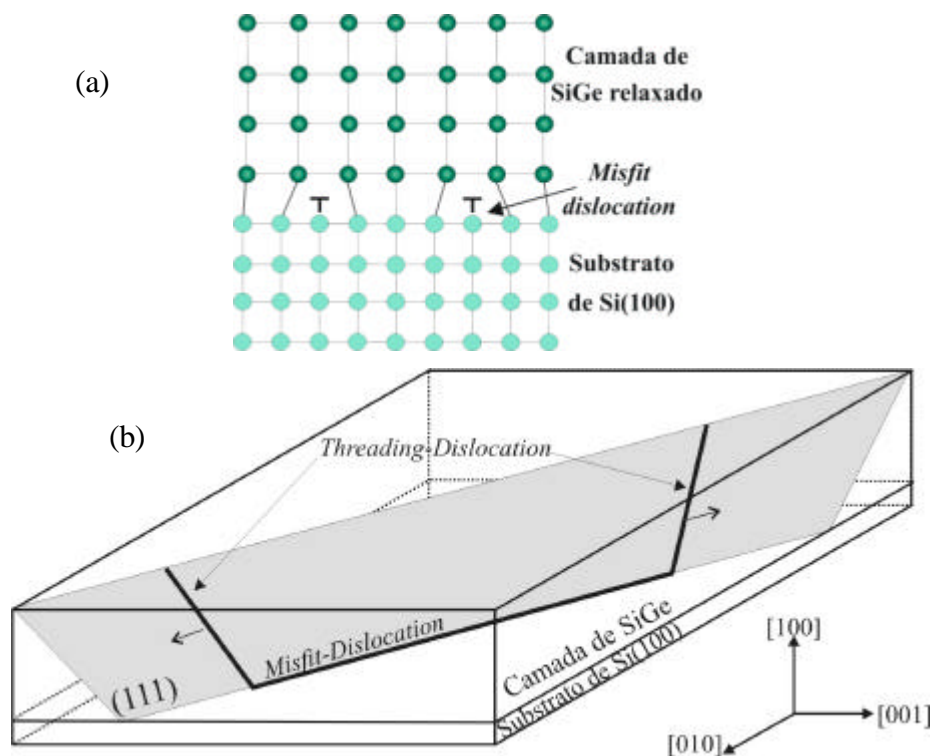 (a)
Camada de
SiGe relaxado
Misfit
dislocation
Substrato
de Si(100)
(b)
Threading-Dislocation
Misfit-Dislocation
(111)
Camada de SiGe
Substrato de Si(100)
[100]
[001]
[010]